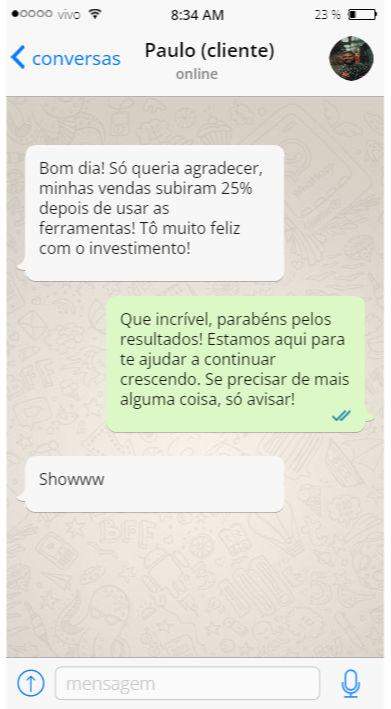 vivo 8:34 AM 23 %
conversas Paulo (cliente)
online
Bom dia! Só queria agradecer,
minhas vendas subiram 25%
depois de usar as
ferramentas! Tô muito feliz
com o investimento!
Que incrível, parabéns pelos
resultados! Estamos aqui para
te ajudar a continuar
crescendo. Se precisar de mais
alguma coisa, só avisar!
Showww
mensagem